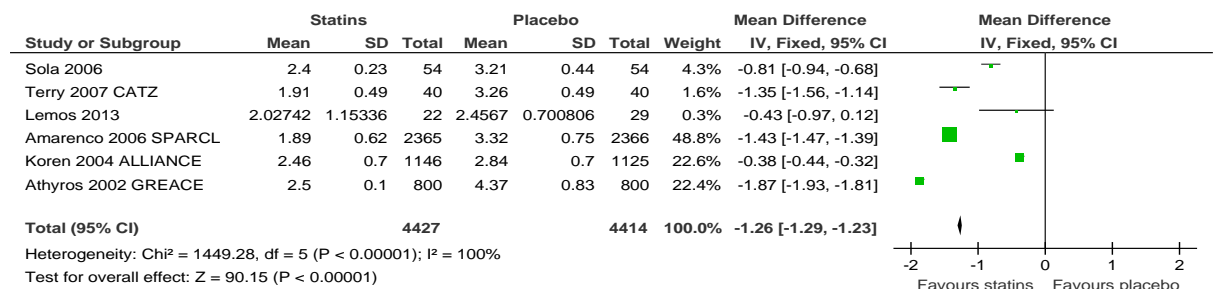 Statins Placebo Mean Difference Mean Difference
Study or Subgroup Mean SD Total Mean SD Total Weight IV, Fixed, 95% CI IV, Fixed, 95% CI
Sola 2006 2.4 0.23 54 3.21 0.44 54 4.3% -0.81 [-0.94, -0.68]
Terry 2007 CATZ 1.91 0.49 40 3.26 0.49 40 1.6% -1.35 [-1.56, -1.14]
Lemos 2013 2.02742 1.15336 22 2.4567 0.700806 29 0.3% -0.43 [-0.97, 0.12]
Amarenco 2006 SPARCL 1.89 0.62 2365 3.32 0.75 2366 48.8% -1.43 [-1.47, -1.39]
Koren 2004 ALLIANCE 2.46 0.7 1146 2.84 0.7 1125 22.6% -0.38 [-0.44, -0.32]
Athyros 2002 GREACE 2.5 0.1 800 4.37 0.83 800 22.4% -1.87 [-1.93, -1.81]
Total (95% CI) 4427 4414 100.0% -1.26 [-1.29, -1.23]
Heterogeneity: Chi² = 1449.28, df = 5 (P < 0.00001); I² = 100%
Test for overall effect: Z = 90.15 (P < 0.00001)
-2 -1 0 1 2
Favours statins Favours placebo